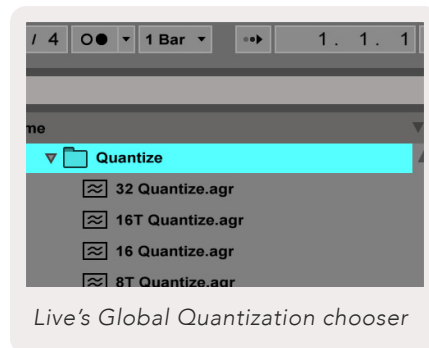 / 4 1 Bar 1. 1. 1
me
Quantize
32 Quantize.agr
16T Quantize.agr
16 Quantize.agr
8T Quantize.agr
Live's Global Quantization chooser